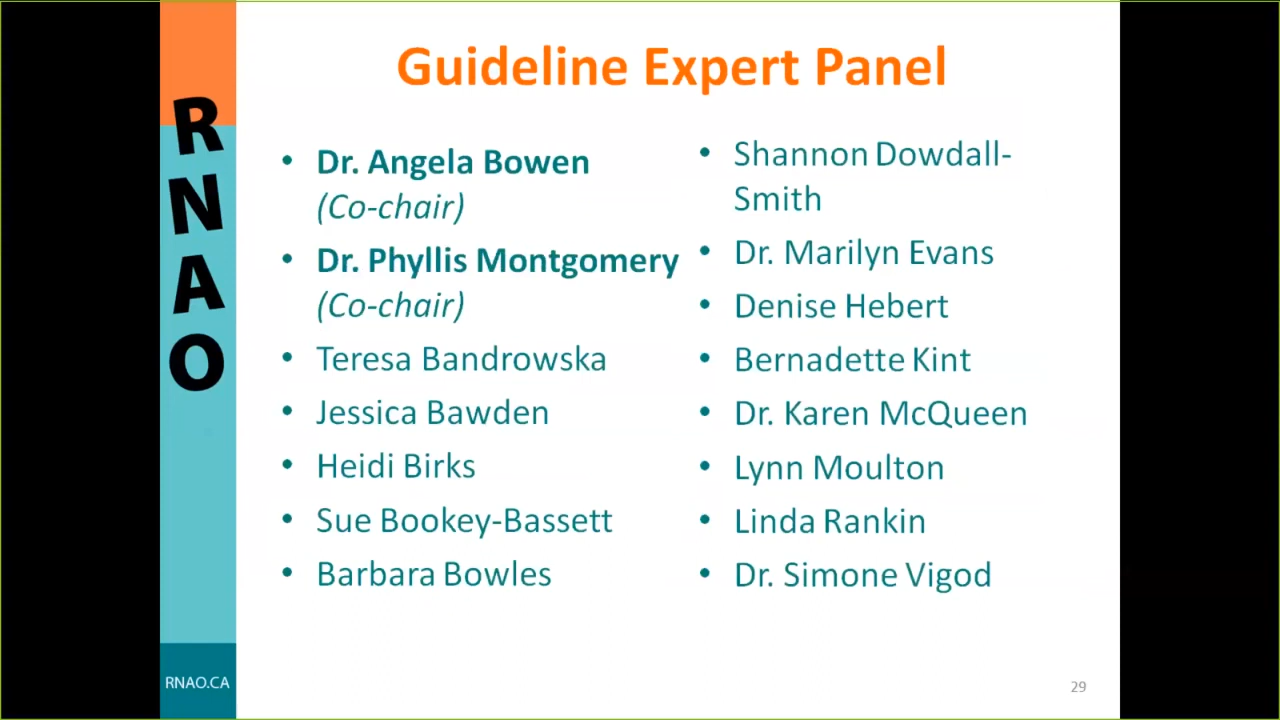 Guideline Expert Panel
RNAO
• Dr. Angela Bowen
(Co-chair)
• Dr. Phyllis Montgomery
(Co-chair)
• Teresa Bandrowska
• Jessica Bawden
• Heidi Birks
• Sue Bookey-Bassett
• Barbara Bowles
• Shannon Dowdall-
Smith
• Dr. Marilyn Evans
• Denise Hebert
• Bernadette Kint
• Dr. Karen McQueen
• Lynn Moulton
• Linda Rankin
• Dr. Simone Vigod
RNAO.CA
29